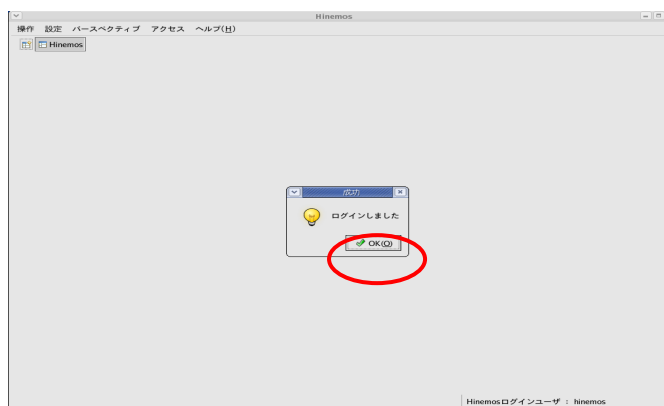 Hinemos
操作 設定 パースペクティブ アクセス ヘルプ(H)
Hinemos
成功
ログインしました
OK(O)
Hinemosログインユーザ : hinemos